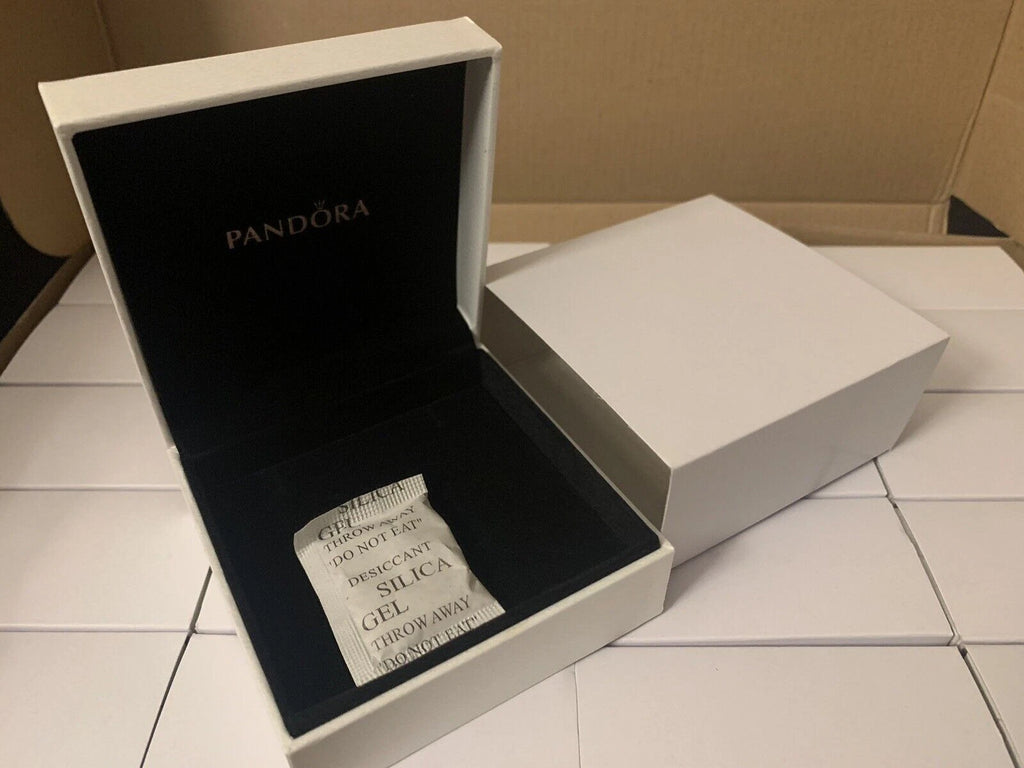 PANDORA
SILICA
GEL
THROW AWAY
"DO NOT EAT"
DESICCANT
SILICA
GEL
THROW AWAY
"DO NOT EAT"